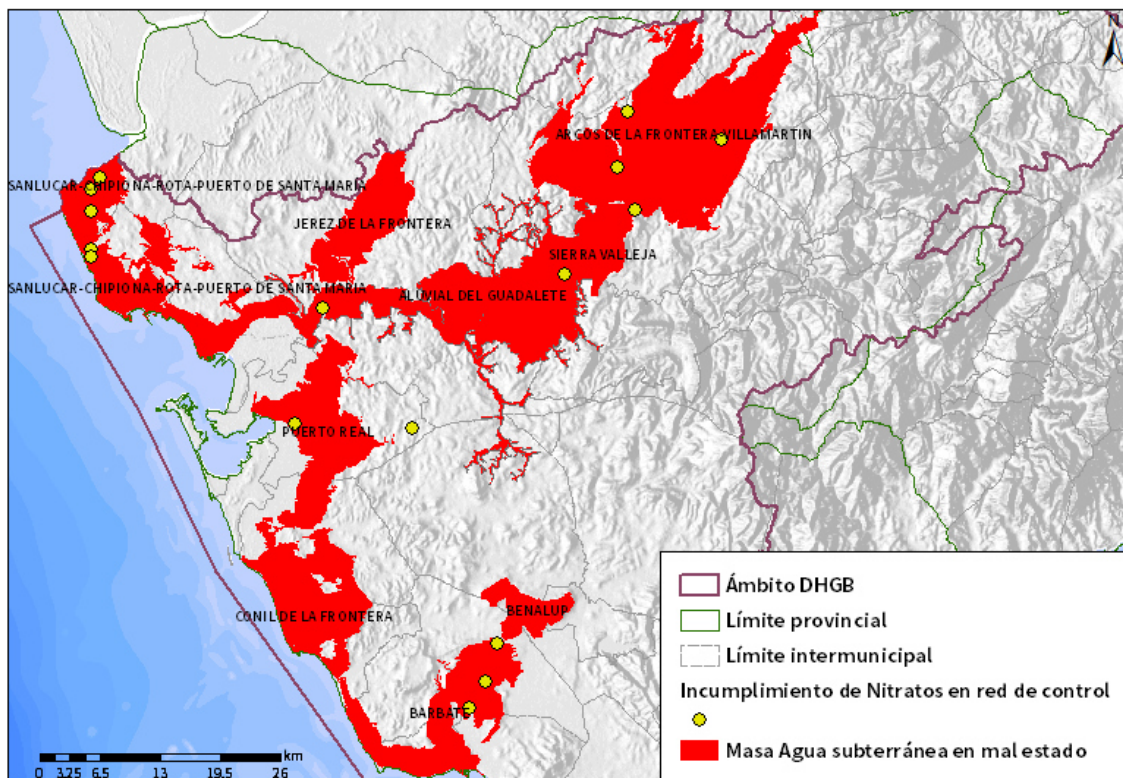 N
ARCOS DE LA FRONTERA-VILLAMARTIN
SANLUCAR-CHIPIONA-ROTA-PUERTO DE SANTA MARIA
JEREZ DE LA FRONTERA
SIERRA VALLEJA
SANLUCAR-CHIPIONA-ROTA-PUERTO DE SANTA MARIA
ALUVIAL DEL GUADALETE
PUERTO REAL
BENALUP
CONIL DE LA FRONTERA
BARBATE
km
0 3,25 6,5 13 19,5 26
Ámbito DHGB
Límite provincial
Límite intermunicipal
Incumplimiento de Nitratos en red de control
Masa Agua subterránea en mal estado